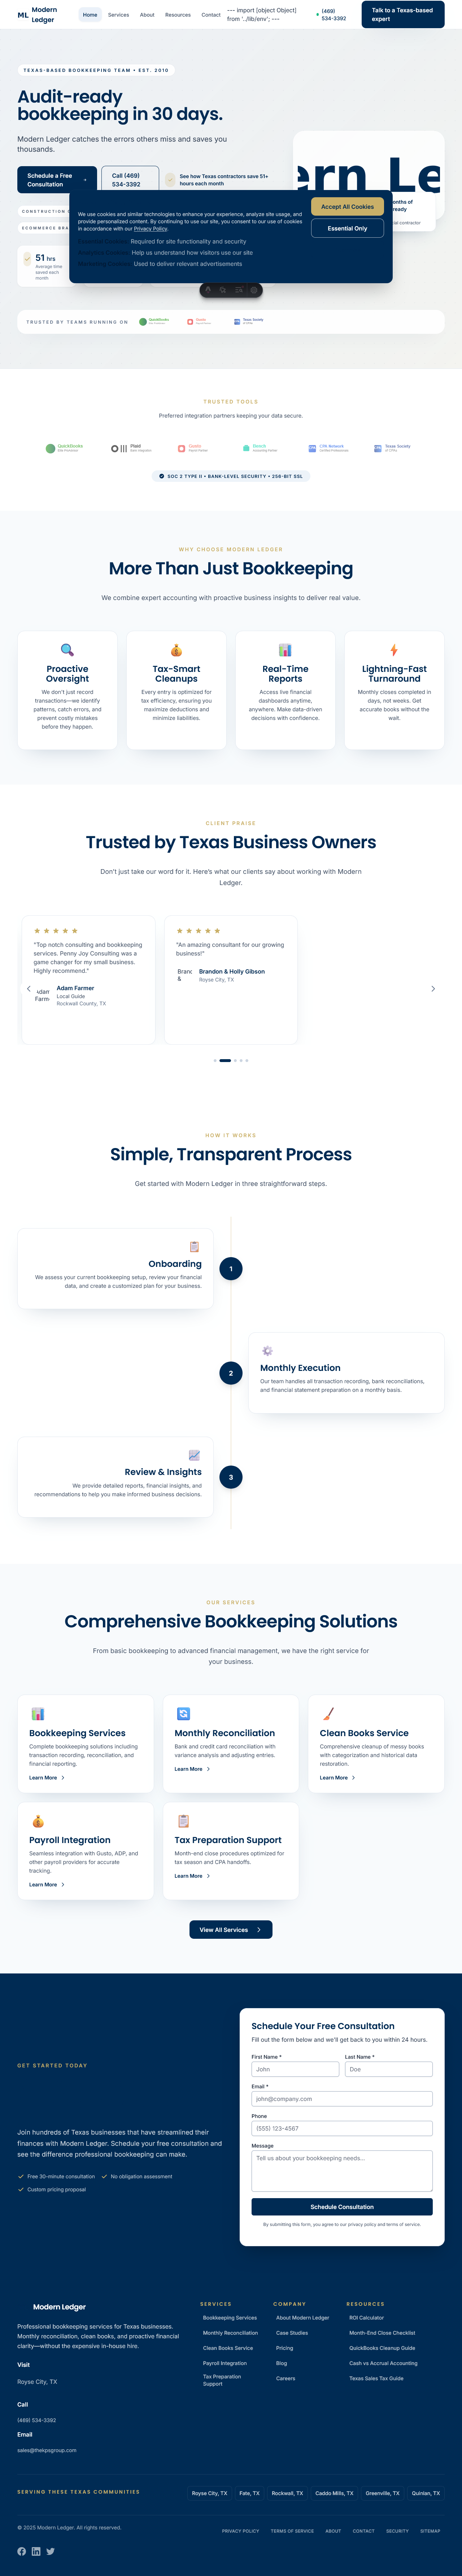 ML Modern Ledger
Home
Services
About
Resources
Contact
--- import [object Object] from '../lib/env'; ---
(469) 534-3392
Talk to a Texas-based expert
TEXAS-BASED BOOKKEEPING TEAM • EST. 2010
Audit-ready
bookkeeping in 30 days.
Modern Ledger catches the errors others miss and saves you
thousands.
Schedule a Free Consultation
Call (469) 534-3392
See how Texas contractors save 51+
hours each month
CONSTRUCTION
ECOMMERCE BRA
51 hrs
Average time
saved each
month
We use cookies and similar technologies to enhance your experience, analyze site usage, and
provide personalized content. By continuing to use our site, you consent to our use of cookies
in accordance with our Privacy Policy.
Required for site functionality and security
Help us understand how visitors use our site
Used to deliver relevant advertisements
Accept All Cookies
Essential Only
TRUSTED BY TEAMS RUNNING ON
QuickBooks
Gusto
Texas Society
TRUSTED TOOLS
Preferred integration partners keeping your data secure.
QuickBooks
Plaid
Gusto
Bench
CPA Network
Texas Society
SOC 2 TYPE II • BANK-LEVEL SECURITY • 256-BIT SSL
WHY CHOOSE MODERN LEDGER
More Than Just Bookkeeping
We combine expert accounting with proactive business insights to deliver real value.
Proactive
Oversight
We don't just record
transactions—we identify
patterns, catch errors, and
prevent costly mistakes
before they happen.
Tax-Smart
Cleanups
Every entry is optimized for
tax efficiency, ensuring you
maximize deductions and
minimize liabilities.
Real-Time
Reports
Access live financial
dashboards anytime,
anywhere. Make data-driven
decisions with confidence.
Lightning-Fast
Turnaround
Monthly closes completed in
days, not weeks. Get
accurate books without the
wait.
CLIENT PRAISE
Trusted by Texas Business Owners
Don't just take our word for it. Here's what our clients say about working with Modern
Ledger.
"Top notch consulting and bookkeeping
services. Penny Joy Consulting was a
game changer for my small business.
Highly recommend."
Adam Farmer
Local Guide
Rockwall County, TX
"An amazing consultant for our growing
business!"
Brandon & Holly Gibson
Royse City, TX
HOW IT WORKS
Simple, Transparent Process
Get started with Modern Ledger in three straightforward steps.
Onboarding
We assess your current bookkeeping setup, review your financial
data, and create a customized plan for your business.
1
Monthly Execution
Our team handles all transaction recording, bank reconciliations,
and financial statement preparation on a monthly basis.
2
Review & Insights
We provide detailed reports, financial insights, and
recommendations to help you make informed business decisions.
3
OUR SERVICES
Comprehensive Bookkeeping Solutions
From basic bookkeeping to advanced financial management, we have the right service for
your business.
Bookkeeping Services
Complete bookkeeping solutions including
transaction recording, reconciliation, and
financial reporting.
Learn More
Monthly Reconciliation
Bank and credit card reconciliation with
variance analysis and adjusting entries.
Learn More
Clean Books Service
Comprehensive cleanup of messy books
with categorization and historical data
restoration.
Learn More
Payroll Integration
Seamless integration with Gusto, ADP, and
other payroll providers for accurate
tracking.
Learn More
Tax Preparation Support
Month-end close procedures optimized for
tax season and CPA handoffs.
Learn More
View All Services
GET STARTED TODAY
Join hundreds of Texas businesses that have streamlined their
finances with Modern Ledger. Schedule your free consultation and
see the difference professional bookkeeping can make.
Free 30-minute consultation
No obligation assessment
Custom pricing proposal
Schedule Your Free Consultation
Fill out the form below and we'll get back to you within 24 hours.
First Name *
Last Name *
John
Doe
Email *
john@company.com
Phone
(555) 123-4567
Message
Tell us about your bookkeeping needs...
Schedule Consultation
By submitting this form, you agree to our privacy policy and terms of service.
Modern Ledger
Professional bookkeeping services for Texas businesses.
Monthly reconciliation, clean books, and proactive financial
clarity—without the expensive in-house hire.
Visit
Royse City, TX
Call
(469) 534-3392
Email
sales@thekpsgroup.com
SERVICES
Bookkeeping Services
Monthly Reconciliation
Clean Books Service
Payroll Integration
Tax Preparation
Support
COMPANY
About Modern Ledger
Case Studies
Pricing
Blog
Careers
RESOURCES
ROI Calculator
Month-End Close Checklist
QuickBooks Cleanup Guide
Cash vs Accrual Accounting
Texas Sales Tax Guide
SERVING THESE TEXAS COMMUNITIES
Royse City, TX
Fate, TX
Rockwall, TX
Caddo Mills, TX
Greenville, TX
Quinlan, TX
© 2025 Modern Ledger. All rights reserved.
PRIVACY POLICY
TERMS OF SERVICE
ABOUT
CONTACT
SECURITY
SITEMAP